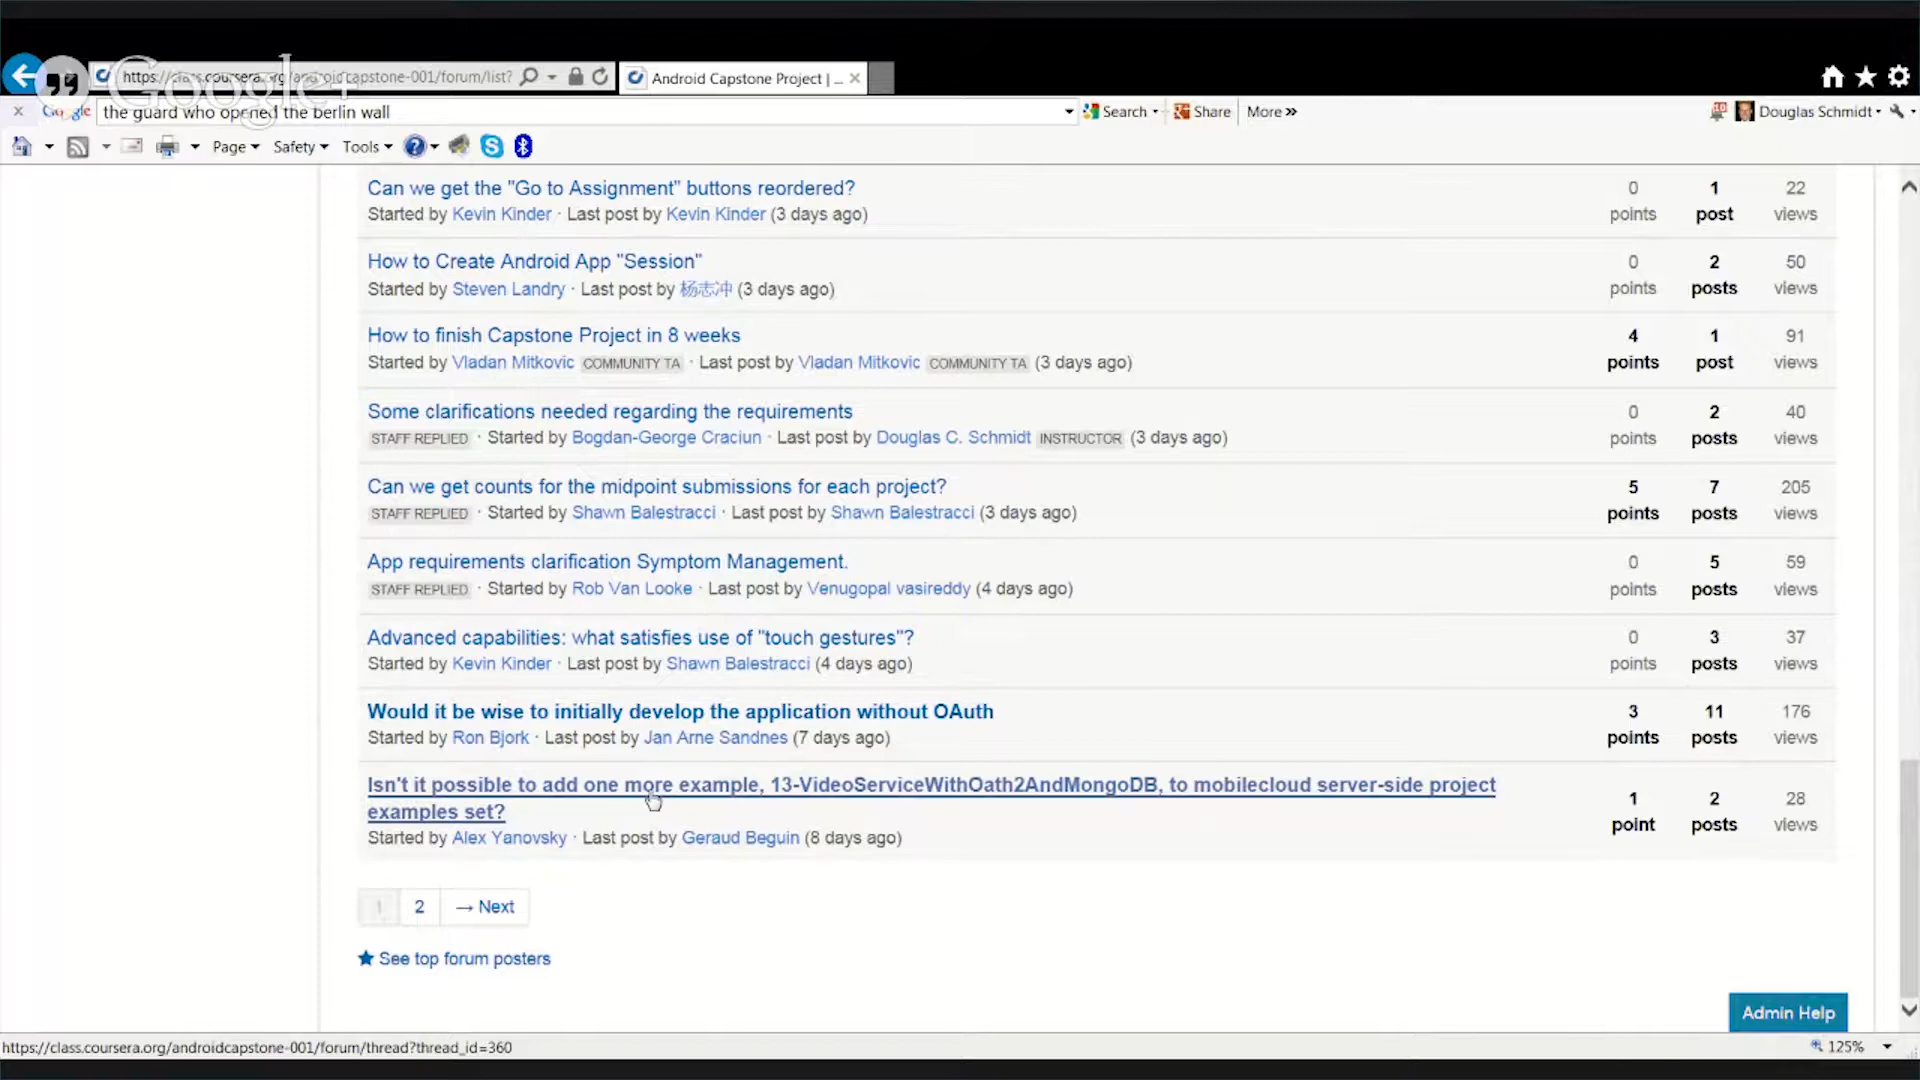 Google+
https://class.coursera.org/androidcapstone-001/forum/list?
Android Capstone Project | ...
Google the guard who opened the berlin wall
Search
Share
More »
10
Douglas Schmidt
Page
Safety
Tools
Can we get the "Go to Assignment" buttons reordered?
Started by Kevin Kinder · Last post by Kevin Kinder (3 days ago)
0 points
1 post
22 views
How to Create Android App "Session"
Started by Steven Landry · Last post by 杨志冲 (3 days ago)
0 points
2 posts
50 views
How to finish Capstone Project in 8 weeks
Started by Vladan Mitkovic COMMUNITY TA · Last post by Vladan Mitkovic COMMUNITY TA (3 days ago)
4 points
1 post
91 views
Some clarifications needed regarding the requirements
STAFF REPLIED · Started by Bogdan-George Craciun · Last post by Douglas C. Schmidt INSTRUCTOR (3 days ago)
0 points
2 posts
40 views
Can we get counts for the midpoint submissions for each project?
STAFF REPLIED · Started by Shawn Balestracci · Last post by Shawn Balestracci (3 days ago)
5 points
7 posts
205 views
App requirements clarification Symptom Management.
STAFF REPLIED · Started by Rob Van Looke · Last post by Venugopal vasireddy (4 days ago)
0 points
5 posts
59 views
Advanced capabilities: what satisfies use of "touch gestures"?
Started by Kevin Kinder · Last post by Shawn Balestracci (4 days ago)
0 points
3 posts
37 views
Would it be wise to initially develop the application without OAuth
Started by Ron Bjork · Last post by Jan Arne Sandnes (7 days ago)
3 points
11 posts
176 views
Isn't it possible to add one more example, 13-VideoServiceWithOath2AndMongoDB, to mobilecloud server-side project
examples set?
Started by Alex Yanovsky · Last post by Geraud Beguin (8 days ago)
1 point
2 posts
28 views
1 2 → Next
★ See top forum posters
Admin Help
https://class.coursera.org/androidcapstone-001/forum/thread?thread_id=360
125%